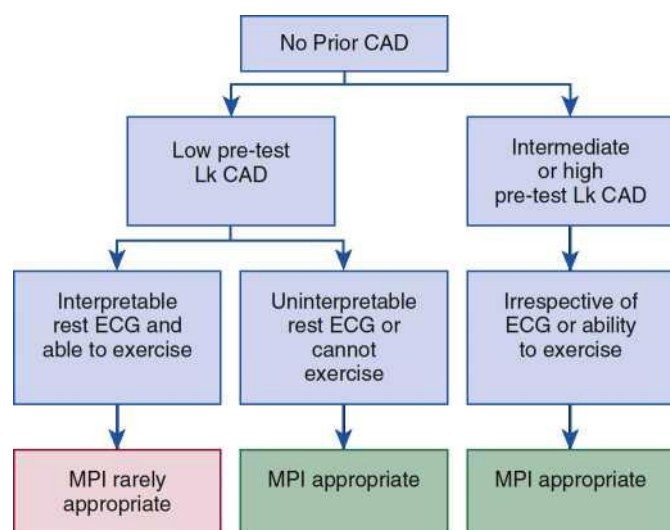 No Prior CAD
Low pre-test
Lk CAD
Intermediate
or high
pre-test Lk CAD
Interpretable
rest ECG and
able to exercise
Uninterpretable
rest ECG or
cannot
exercise
Irrespective of
ECG or ability
to exercise
MPI rarely
appropriate
MPI appropriate
MPI appropriate